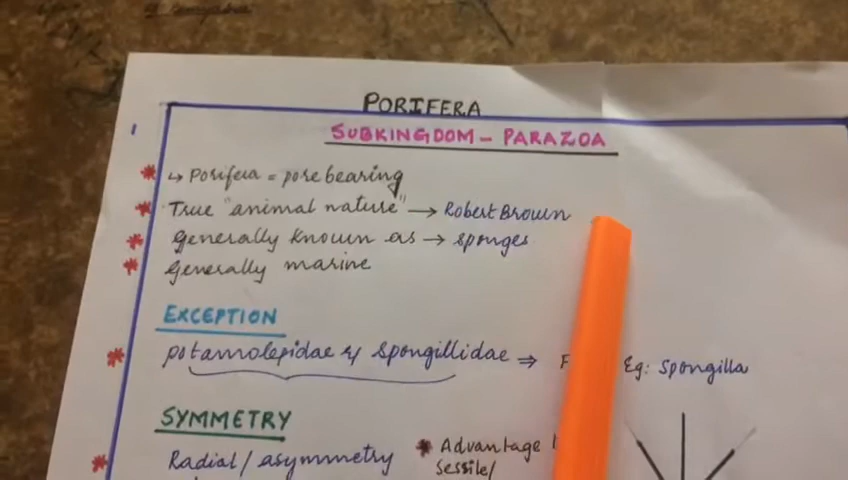 PORIFERA
SUBKINGDOM - PARAZOA
↳ Porifera = pore bearing
True "animal nature" → Robert Brown
generally known as → sponges
generally marine
EXCEPTION
potamolepidae & spongillidae ⇒ Eg: spongilla
SYMMETRY
Radial/asymmetry
* Advantage
sessile/